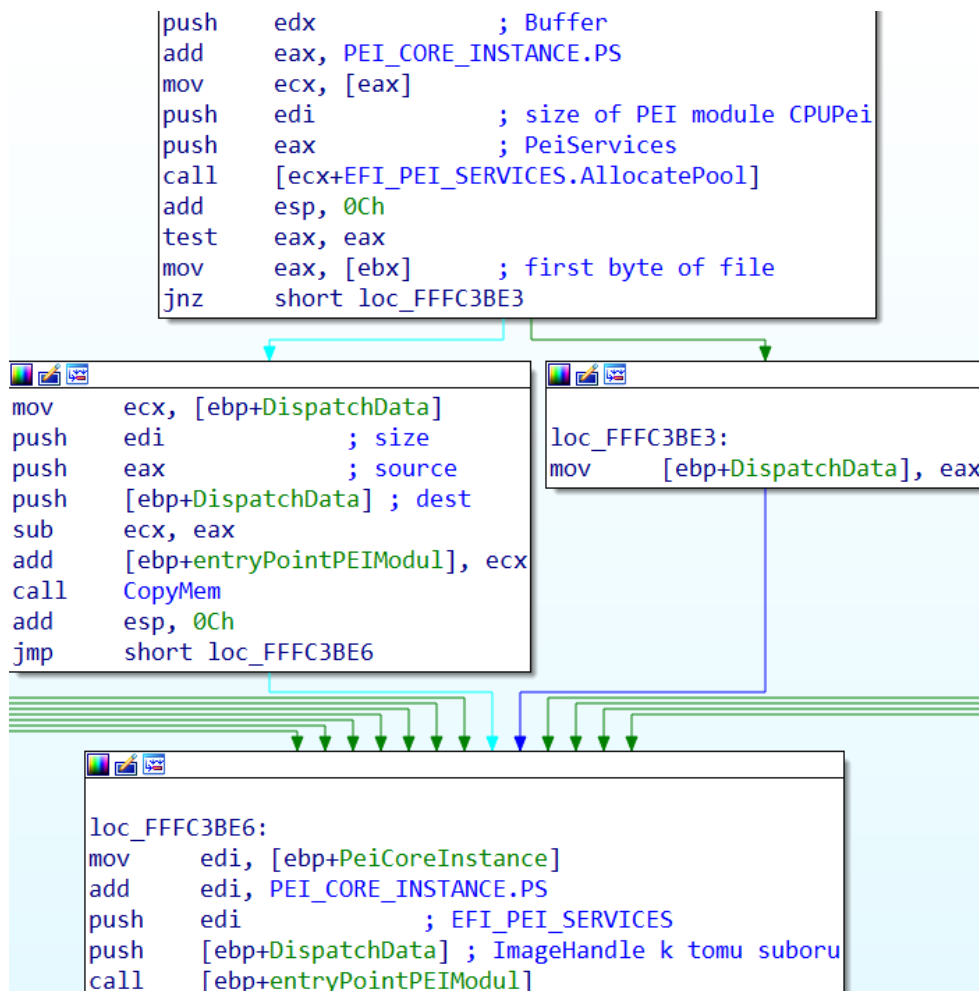 push edx ; Buffer
add eax, PEI_CORE_INSTANCE.PS
mov ecx, [eax]
push edi ; size of PEI module CPUPei
push eax ; PeiServices
call [ecx+EFI_PEI_SERVICES.AllocatePool]
add esp, 0Ch
test eax, eax
mov eax, [ebx] ; first byte of file
jnz short loc_FFFC3BE3
mov ecx, [ebp+DispatchData]
push edi ; size
push eax ; source
push [ebp+DispatchData] ; dest
sub ecx, eax
add [ebp+entryPointPEIModul], ecx
call CopyMem
add esp, 0Ch
jmp short loc_FFFC3BE6
loc_FFFC3BE3:
mov [ebp+DispatchData], eax
loc_FFFC3BE6:
mov edi, [ebp+PeiCoreInstance]
add edi, PEI_CORE_INSTANCE.PS
push edi ; EFI_PEI_SERVICES
push [ebp+DispatchData] ; ImageHandle k tomu suboru
call [ebp+entryPointPEIModul]